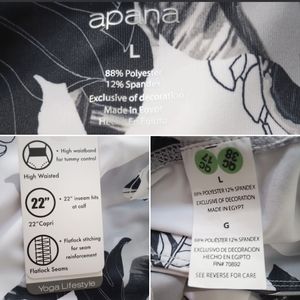 apana
L
88% Polyester
12% Spandex
Exclusive of decoration
Made in Egypt
High Waisted
• High waistband
for tummy control
22"
22" Capri
• 22" inseam hits
at calf
Flatlock Seams
• Flatlock stitching
for seam
reinforcement
Yoga Lifestyle
L
88% POLYESTER 12% SPANDEX
EXCLUSIVE OF DECORATION
MADE IN EGYPT
G
88% POLYESTER 12% SPANDEX
EXCLUSIVO DE DECORACION
HECHO EN EGIPTO
FIN# 70892
SEE REVERSE FOR CARE